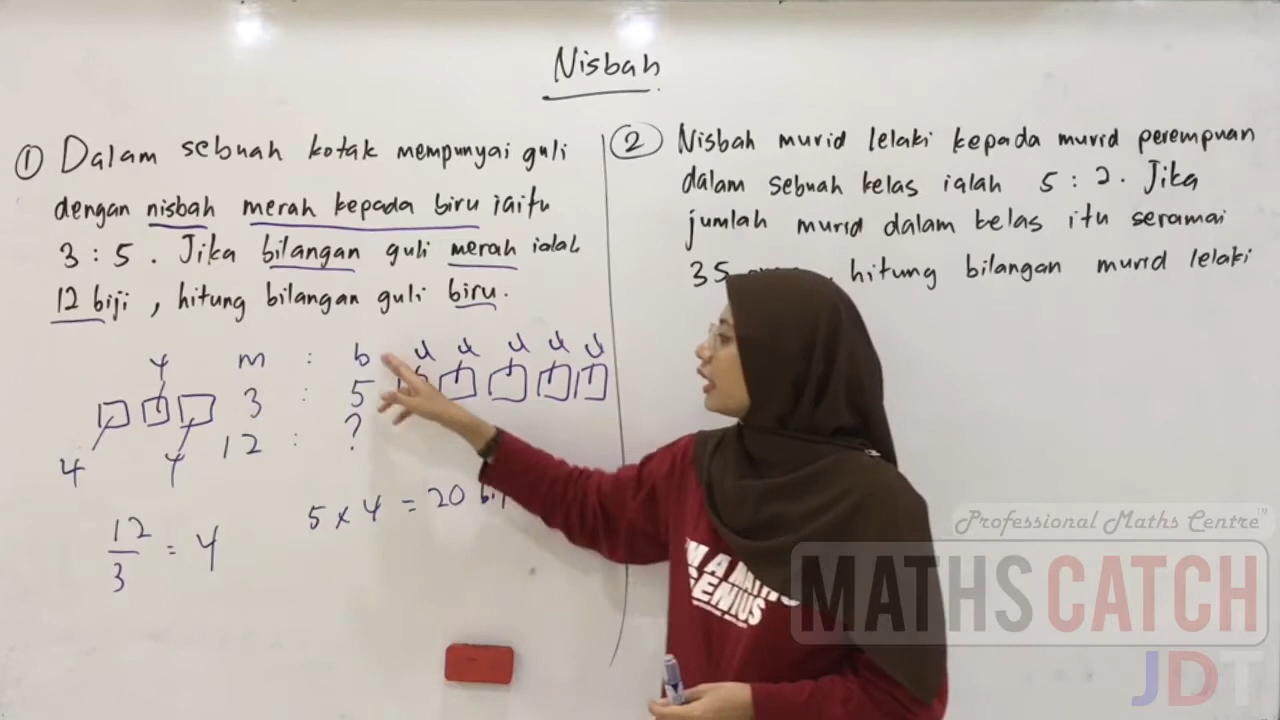 Nisbah
① Dalam sebuah kotak mempunyai guli
dengan nisbah merah kepada biru iaitu
3 : 5 . Jika bilangan guli merah ialah
12 biji , hitung bilangan guli biru.
4 m : b 4 4 4 4 4
3 : 5
12 : ?
4 4
12/3 = 4
5 x 4 = 20
② Nisbah murid lelaki kepada murid perempuan
dalam sebuah kelas ialah 5 : 2. Jika
jumlah murid dalam kelas itu seramai
35 , hitung bilangan murid lelaki
GENIUS
Professional Maths Centre™
MATHSCATCH
JDT